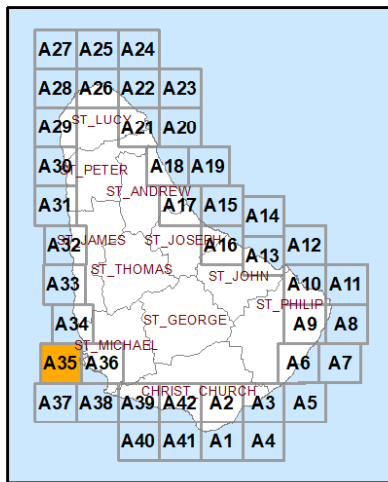 A27 A25 A24
A28 A26 A22 A23
A29 ST_LUCY A21 A20
A30 ST_PETER A18 A19
ST_ANDREW
A31 A17 A15 A14
A32 ST_JAMES ST_JOSEPH A16 A13 A12
A33 ST_THOMAS ST_JOHN A10 A11
ST_PHILIP
A34 ST_GEORGE A9 A8
ST_MICHAEL
A35 A36 A6 A7
CHRIST_CHURCH
A37 A38 A39 A42 A2 A3 A5
A40 A41 A1 A4